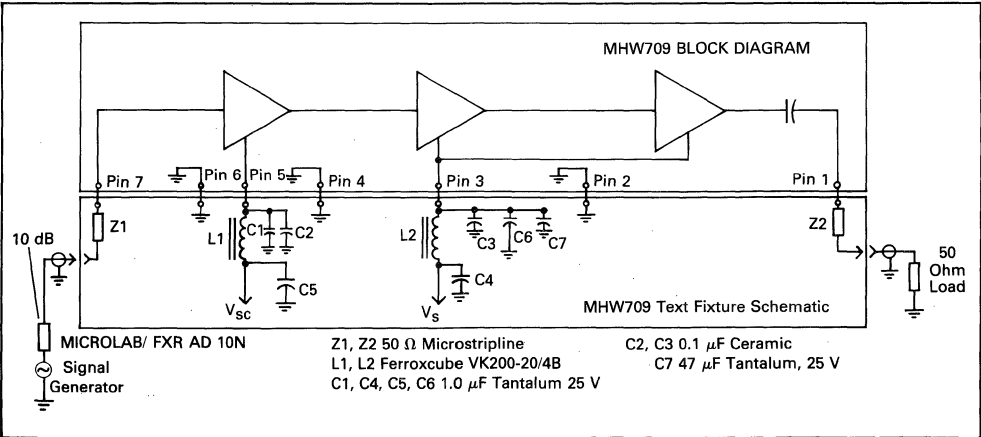 MHW709 BLOCK DIAGRAM
Pin 7
Pin 6
Pin 5
Pin 4
Pin 3
Pin 2
Pin 1
Z1
L1
C1
C2
C5
L2
C3
C6
C7
C4
Z2
10 dB
VSC
VS
50
Ohm
Load
MHW709 Text Fixture Schematic
MICROLAB/ FXR AD 10N
Signal
Generator
Z1, Z2 50 Ω Microstripline
L1, L2 Ferroxcube VK200-20/4B
C1, C4, C5, C6 1.0 μF Tantalum 25 V
C2, C3 0.1 μF Ceramic
C7 47 μF Tantalum, 25 V